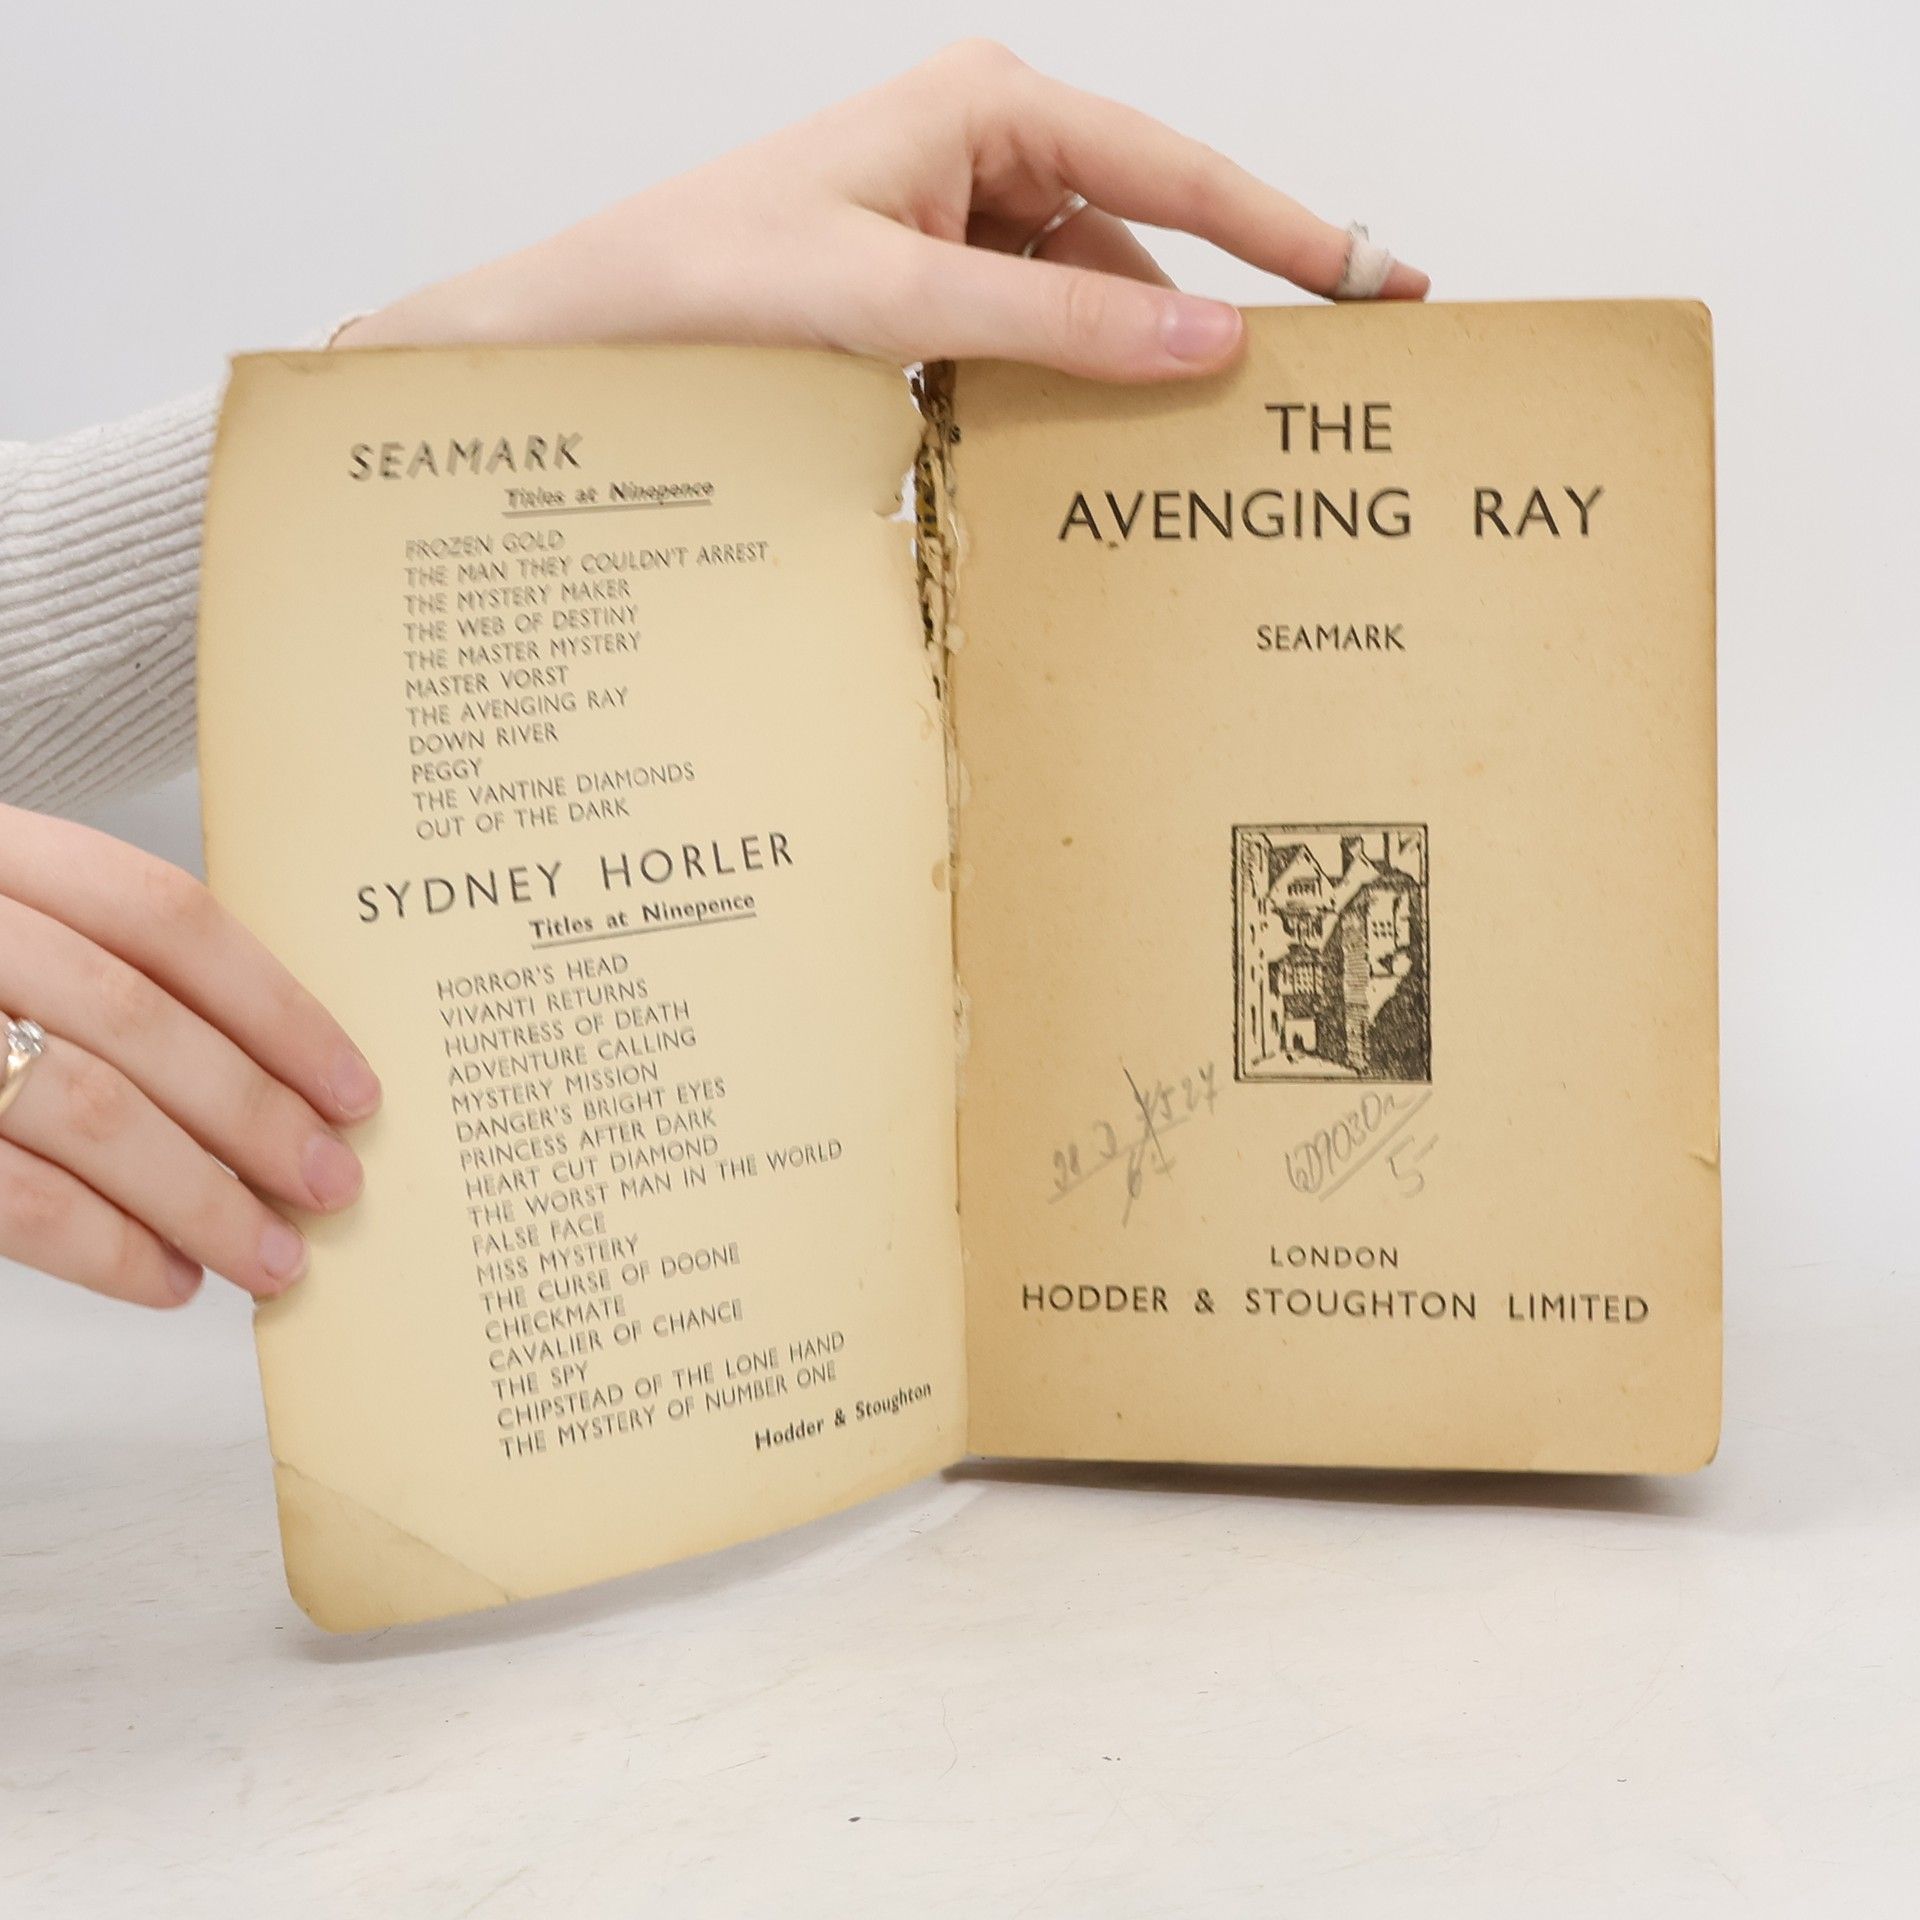 SEAMARK
Titles at Ninepence
FROZEN GOLD
THE MAN THEY COULDN'T ARREST
THE MYSTERY MAKER
THE WEB OF DESTINY
THE MASTER MYSTERY
MASTER VORST
THE AVENGING RAY
DOWN RIVER
PEGGY
THE VANTINE DIAMONDS
OUT OF THE DARK
SYDNEY HORLER
Titles at Ninepence
HORROR'S HEAD
VIVANTI RETURNS
HUNTRESS OF DEATH
ADVENTURE CALLING
MYSTERY MISSION
DANGER'S BRIGHT EYES
PRINCESS AFTER DARK
HEART CUT DIAMOND
THE WORST MAN IN THE WORLD
FALSE FACE
MISS MYSTERY
THE CURSE OF DOONE
CHECKMATE
CAVALIER OF CHANCE
THE SPY
CHIPSTEAD OF THE LONE HAND
THE MYSTERY OF NUMBER ONE
Hodder & Stoughton
THE
AVENGING RAY
SEAMARK
5-
LONDON
HODDER & STOUGHTON LIMITED